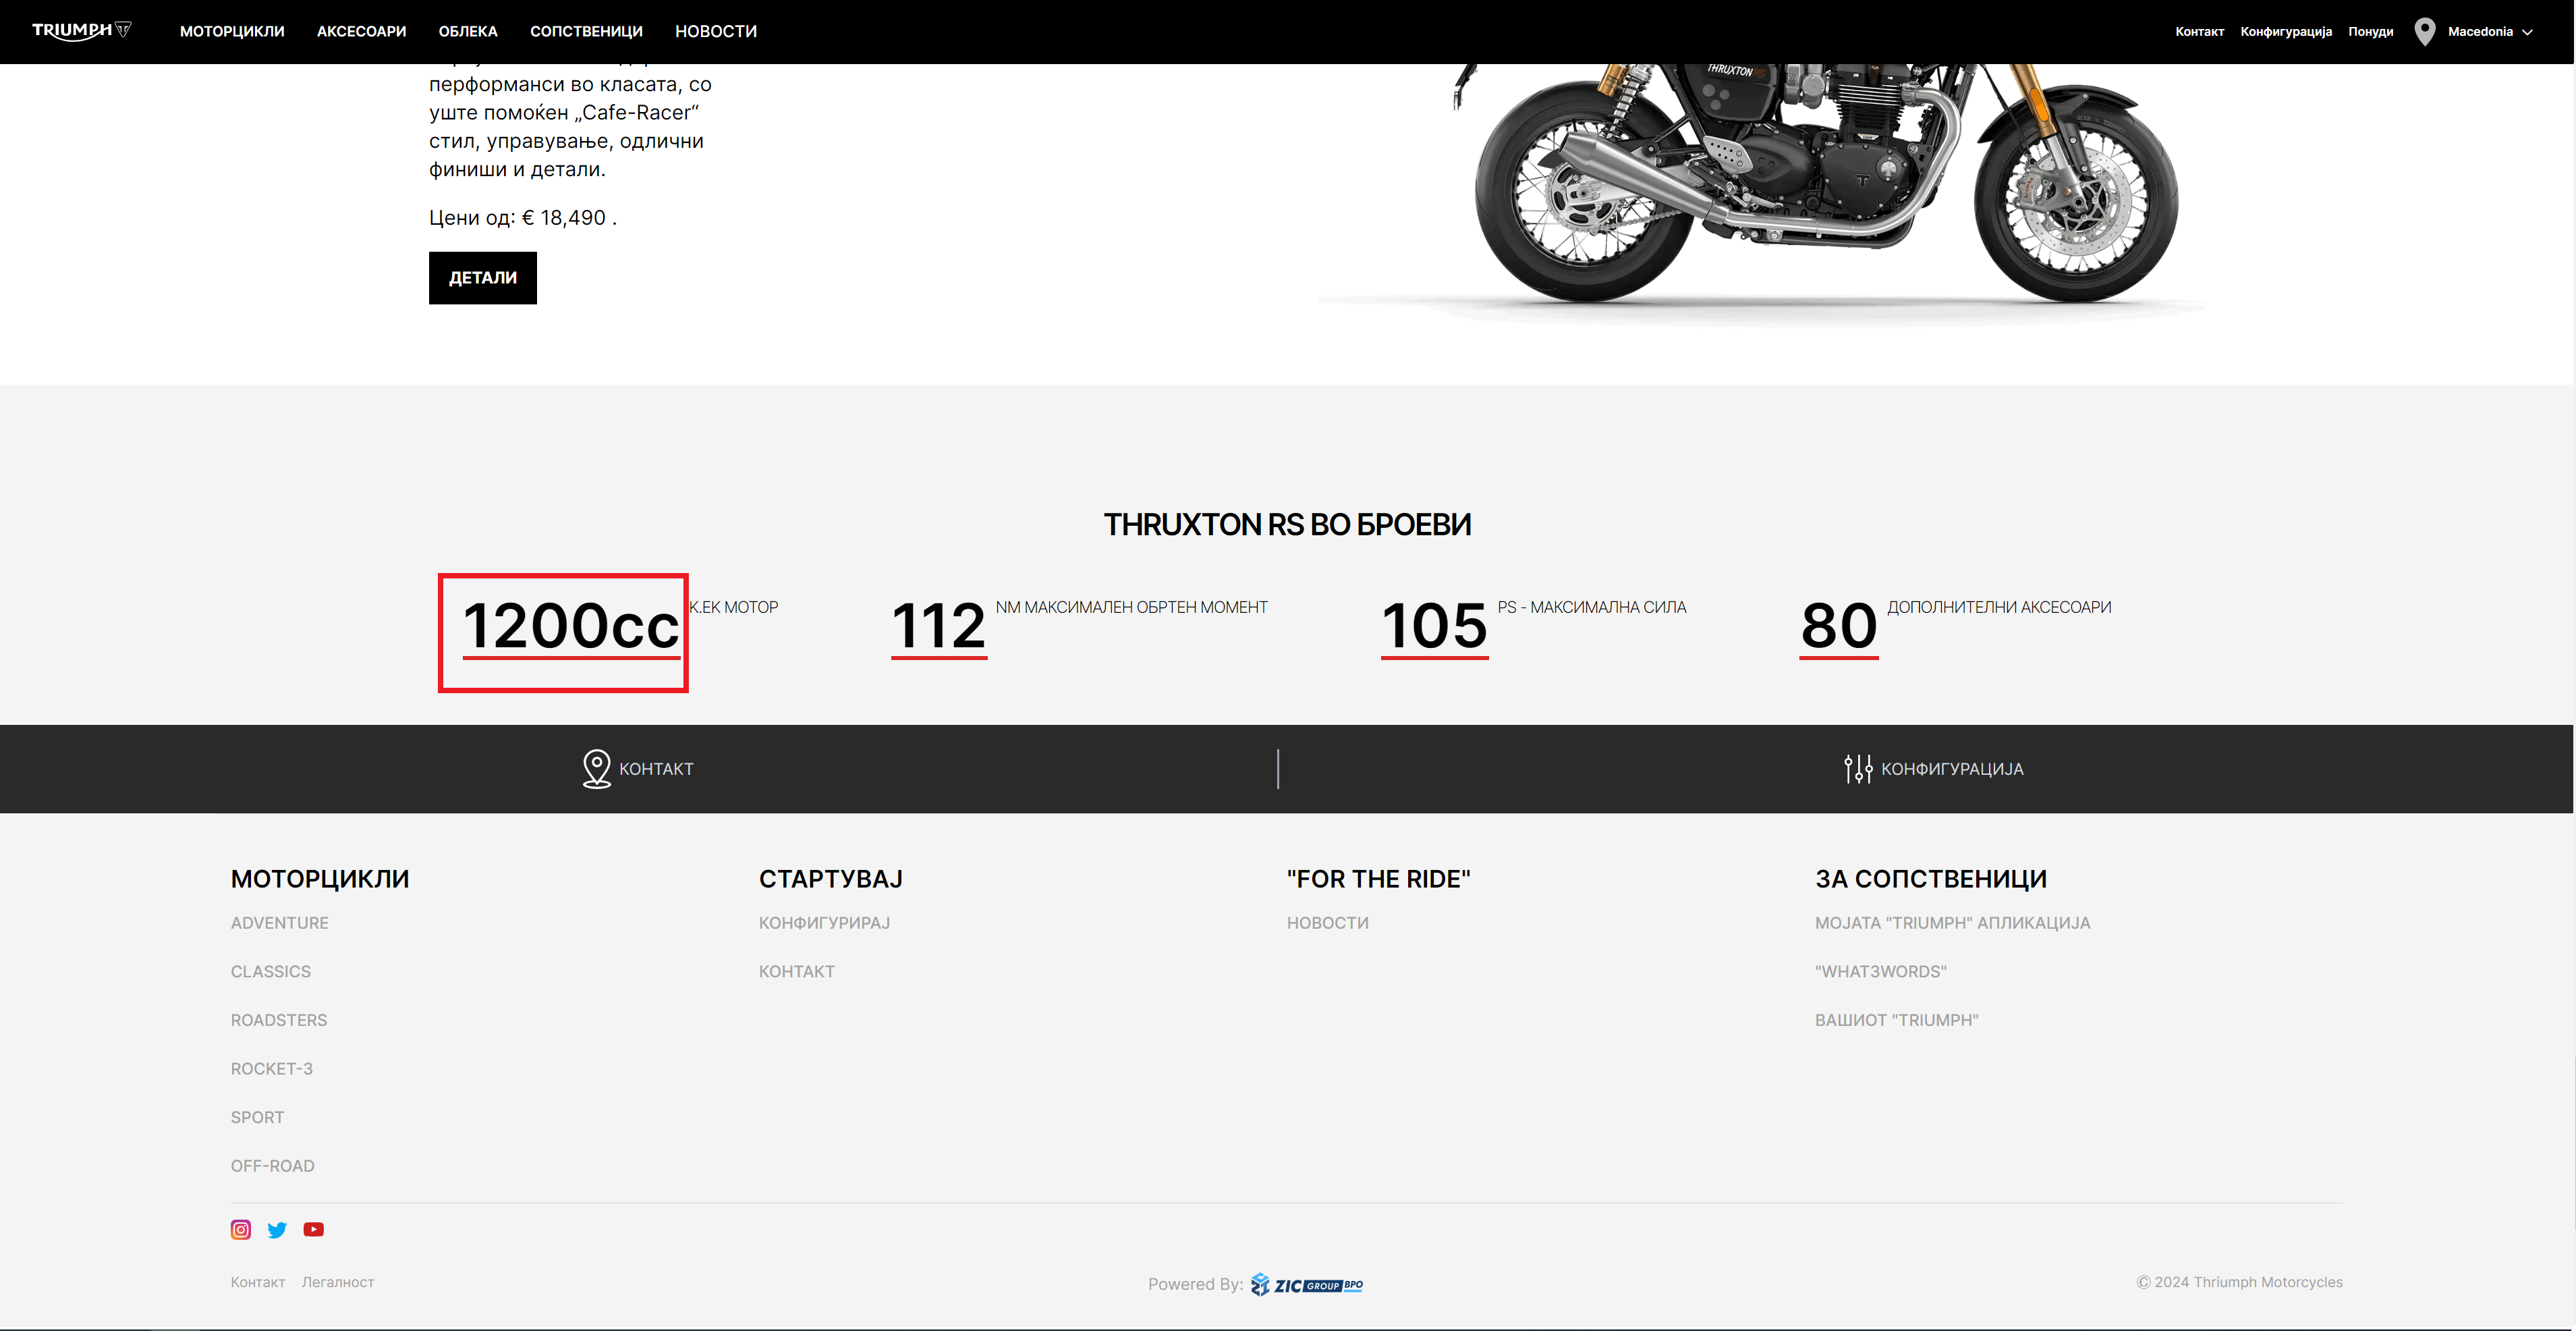 TRIUMPH МОТОРЦИКЛИ АКСЕСОАРИ ОБЛЕКА СОПСТВЕНИЦИ НОВОСТИ Контакт Конфигурација Понуди Macedonia
перформанси во класата, со
уште помоќен „Cafe-Racer“
стил, управување, одлични
финиши и детали.
Цени од: € 18,490 .
ДЕТАЛИ
THRUXTON RS
THRUXTON RS ВО БРОЕВИ
1200cc К.ЕК МОТОР 112 NM МАКСИМАЛЕН ОБРТЕН МОМЕНТ 105 PS - МАКСИМАЛНА СИЛА 80 ДОПОЛНИТЕЛНИ АКСЕСОАРИ
КОНТАКТ КОНФИГУРАЦИЈА
МОТОРЦИКЛИ
ADVENTURE
CLASSICS
ROADSTERS
ROCKET-3
SPORT
OFF-ROAD
СТАРТУВАЈ
КОНФИГУРИРАЈ
КОНТАКТ
"FOR THE RIDE"
НОВОСТИ
ЗА СОПСТВЕНИЦИ
МОЈАТА "TRIUMPH" АПЛИКАЦИЈА
"WHAT3WORDS"
ВАШИОТ "TRIUMPH"
Контакт Легалност
Powered By: ZIC GROUP BPO
© 2024 Thriumph Motorcycles